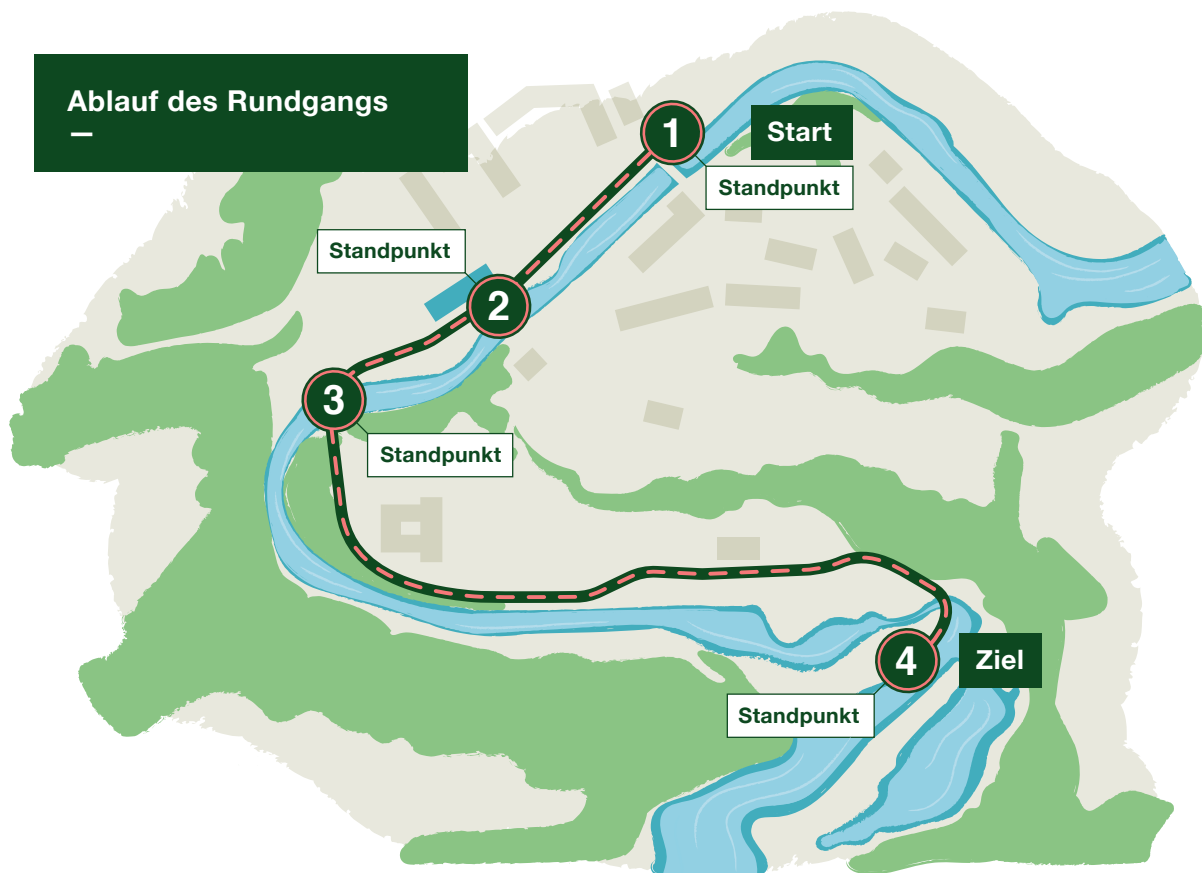 Ablauf des Rundgangs
–
1
Start
Standpunkt
Standpunkt
2
3
Standpunkt
4
Ziel
Standpunkt